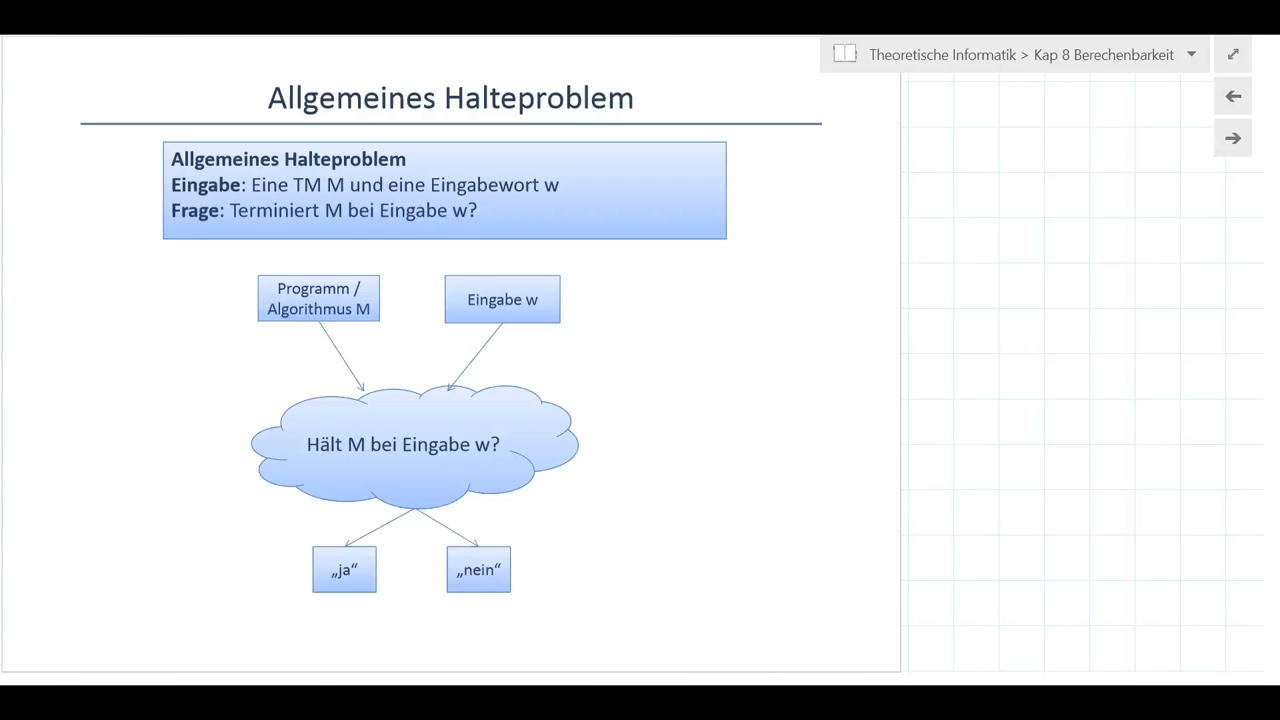 Theoretische Informatik > Kap 8 Berechenbarkeit
Allgemeines Halteproblem
Allgemeines Halteproblem
Eingabe: Eine TM M und eine Eingabewort w
Frage: Terminiert M bei Eingabe w?
Programm /
Algorithmus M
Eingabe w
Hält M bei Eingabe w?
„ja“
„nein“